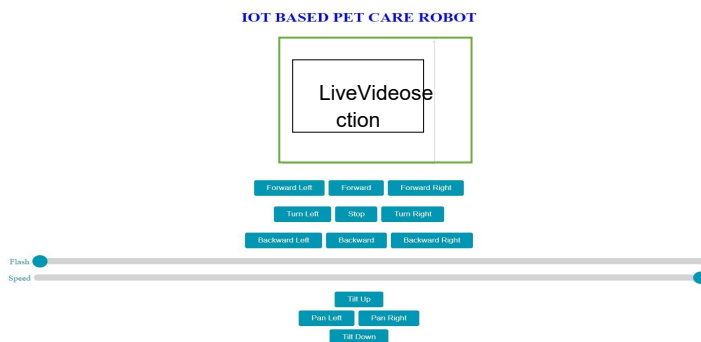 IOT BASED PET CARE ROBOT
LiveVideose
ction
Forward Left Forward Forward Right
Turn Left Stop Turn Right
Backward Left Backward Backward Right
Flash
Speed
Tilt Up
Pan Left Pan Right
Tilt Down